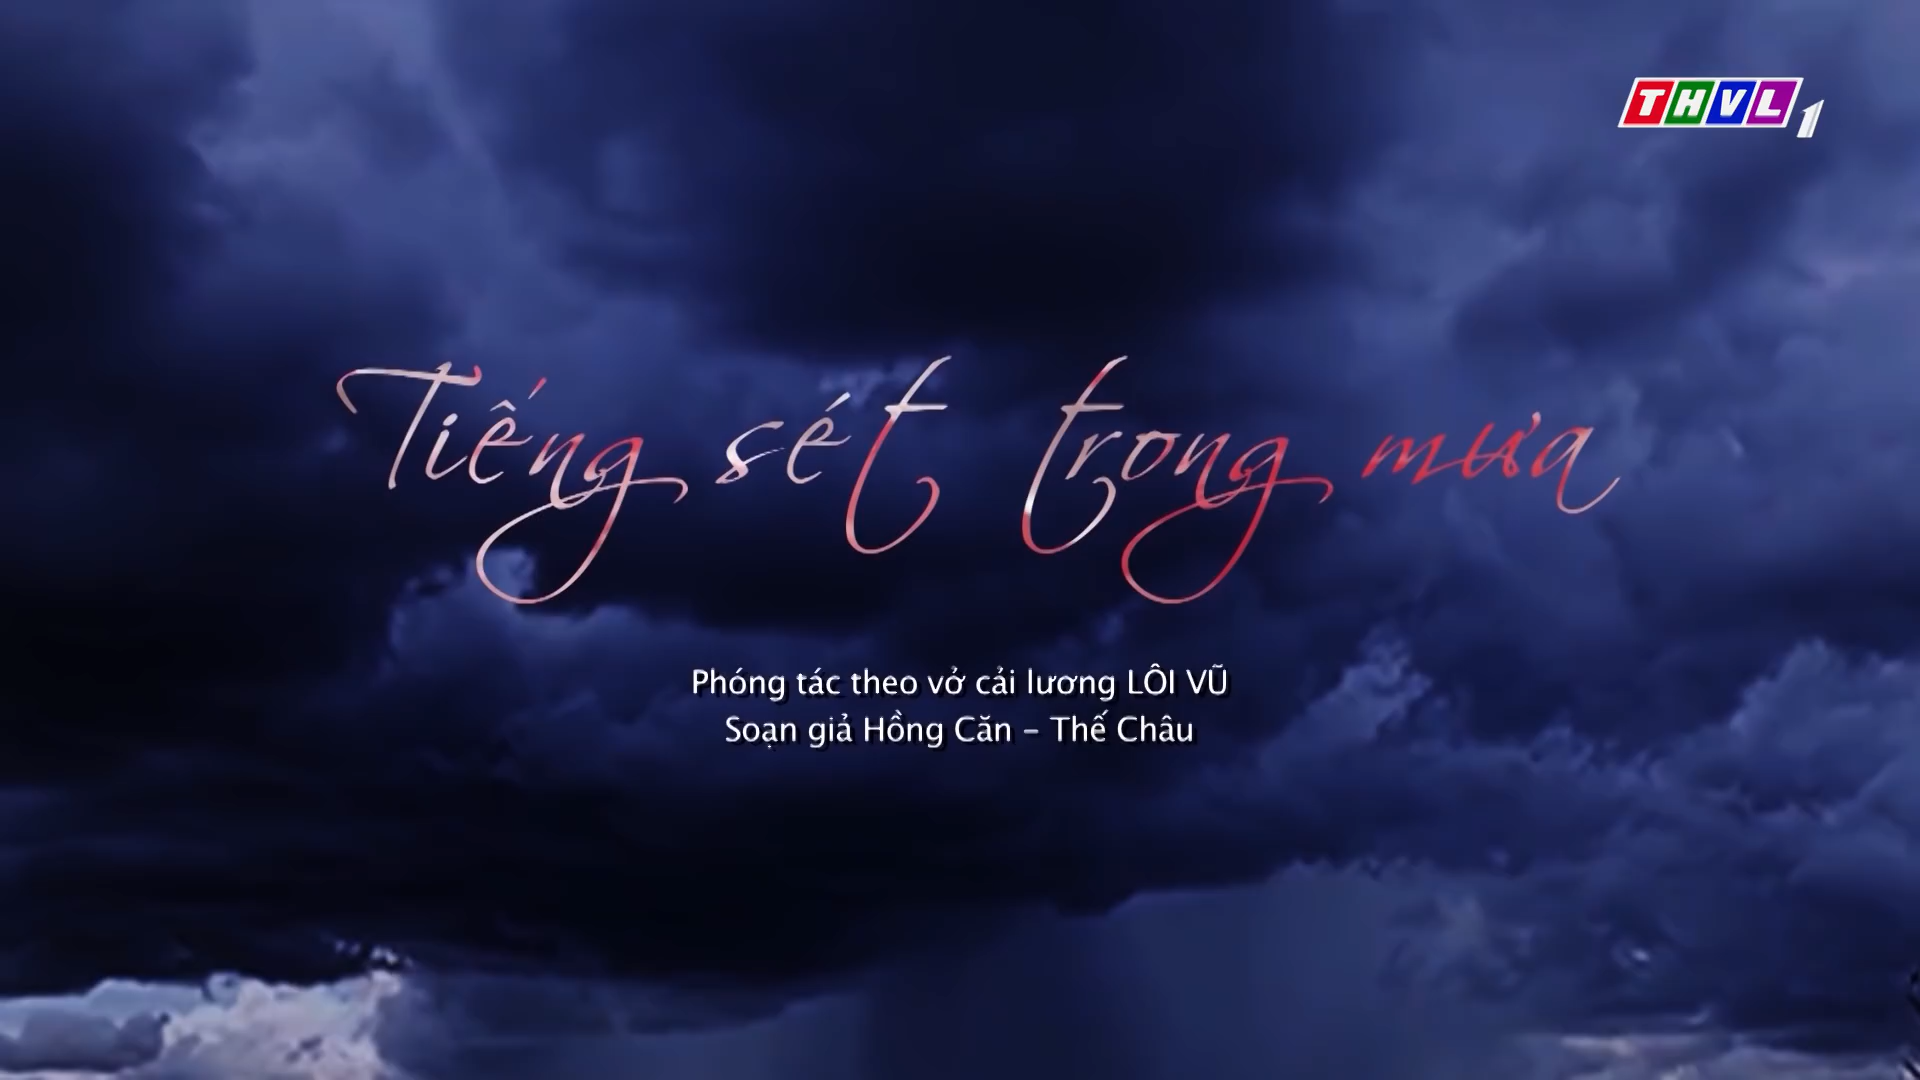 THVL1
Tiếng sét trong mưa
Phóng tác theo vở cải lương LÔI VŨ
Soạn giả Hồng Căn - Thế Châu